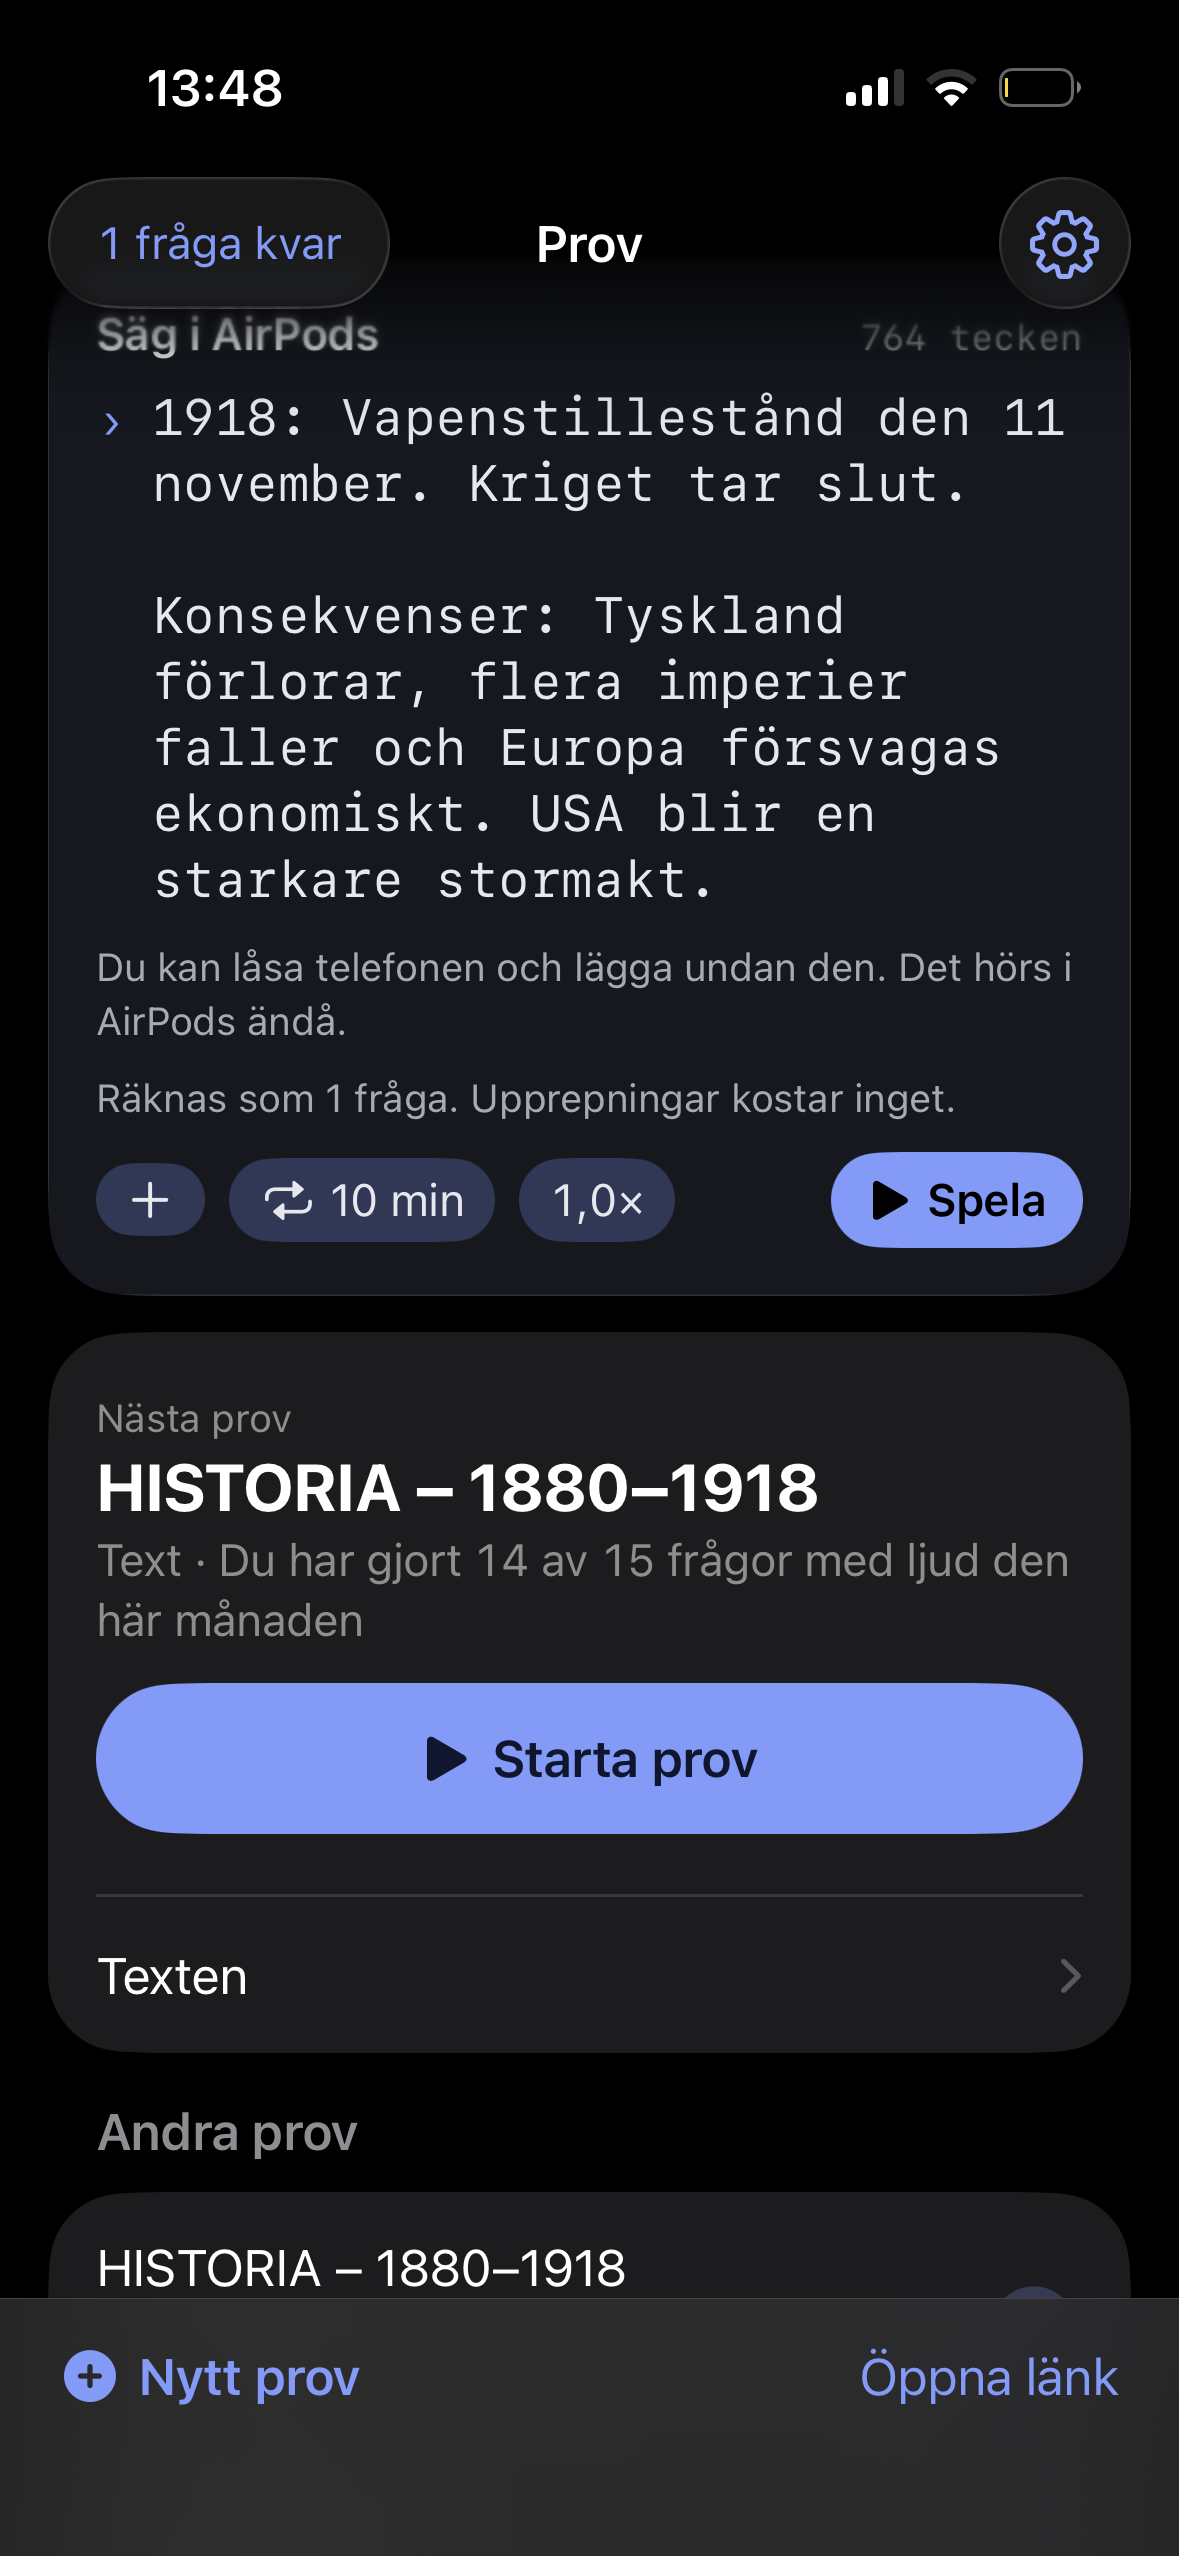 13:48
1 fråga kvar
Prov
Säg i AirPods
764 tecken
› 1918: Vapenstillestånd den 11
november. Kriget tar slut.
Konsekvenser: Tyskland
förlorar, flera imperier
faller och Europa försvagas
ekonomiskt. USA blir en
starkare stormakt.
Du kan låsa telefonen och lägga undan den. Det hörs i
AirPods ändå.
Räknas som 1 fråga. Upprepningar kostar inget.
10 min
1,0×
Spela
Nästa prov
HISTORIA – 1880–1918
Text · Du har gjort 14 av 15 frågor med ljud den
här månaden
Starta prov
Texten
Andra prov
HISTORIA – 1880–1918
Nytt prov
Öppna länk